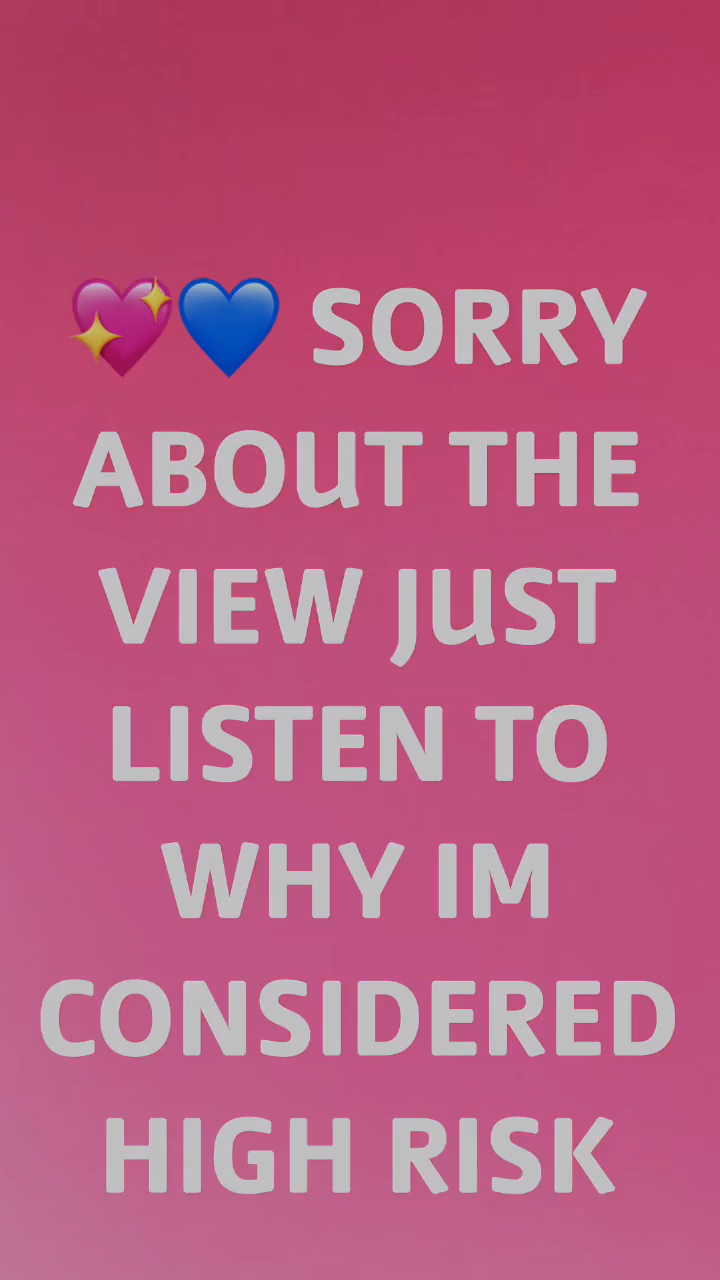 💖💙 SORRY
ABOUT THE
VIEW JUST
LISTEN TO
WHY IM
CONSIDERED
HIGH RISK